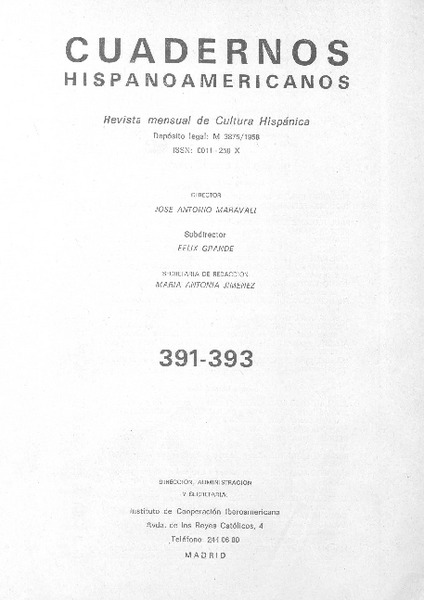 CUADERNOS
HISPANOAMERICANOS
Revista mensual de Cultura Hispánica
Depósito legal: M 3875/1958
ISSN: 0011-250 X
DIRECTOR
JOSE ANTONIO MARAVALL
Subdirector
FELIX GRANDE
SECRETARIA DE REDACCION
MARIA ANTONIA JIMENEZ
391-393
DIRECCION, ADMINISTRACION
Y SECRETARIA:
Instituto de Cooperación Iberoamericana
Avda. de los Reyes Católicos, 4
Teléfono 244 06 00
MADRID